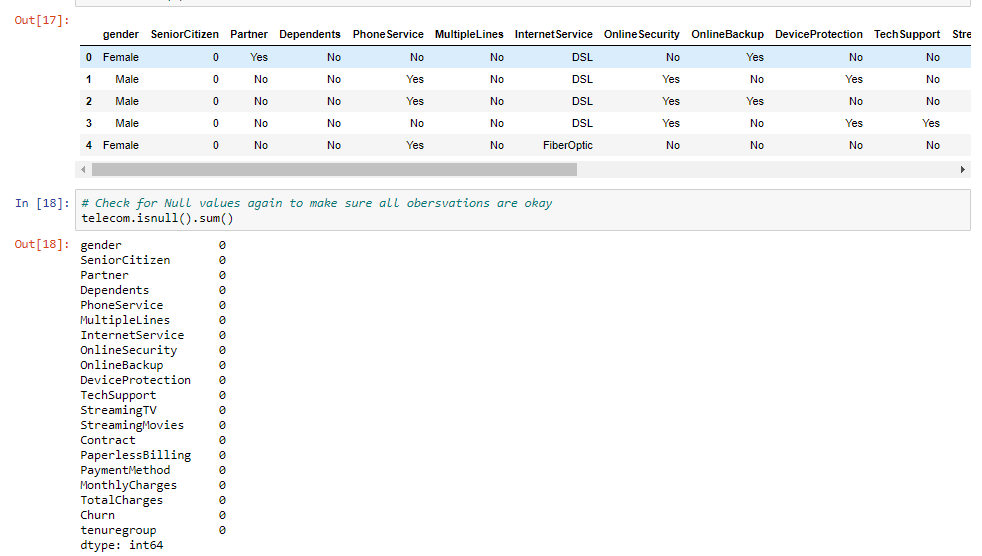 Out[17]:
gender SeniorCitizen Partner Dependents PhoneService MultipleLines InternetService OnlineSecurity OnlineBackup DeviceProtection TechSupport Stre
0 Female 0 Yes No No No DSL No Yes No No
1 Male 0 No No Yes No DSL Yes No Yes No
2 Male 0 No No Yes No DSL Yes Yes No No
3 Male 0 No No No No DSL Yes No Yes Yes
4 Female 0 No No Yes No FiberOptic No No No No
In [18]: # Check for Null values again to make sure all obersvations are okay
telecom.isnull().sum()
Out[18]: gender 0
SeniorCitizen 0
Partner 0
Dependents 0
PhoneService 0
MultipleLines 0
InternetService 0
OnlineSecurity 0
OnlineBackup 0
DeviceProtection 0
TechSupport 0
StreamingTV 0
StreamingMovies 0
Contract 0
PaperlessBilling 0
PaymentMethod 0
MonthlyCharges 0
TotalCharges 0
Churn 0
tenuregroup 0
dtype: int64